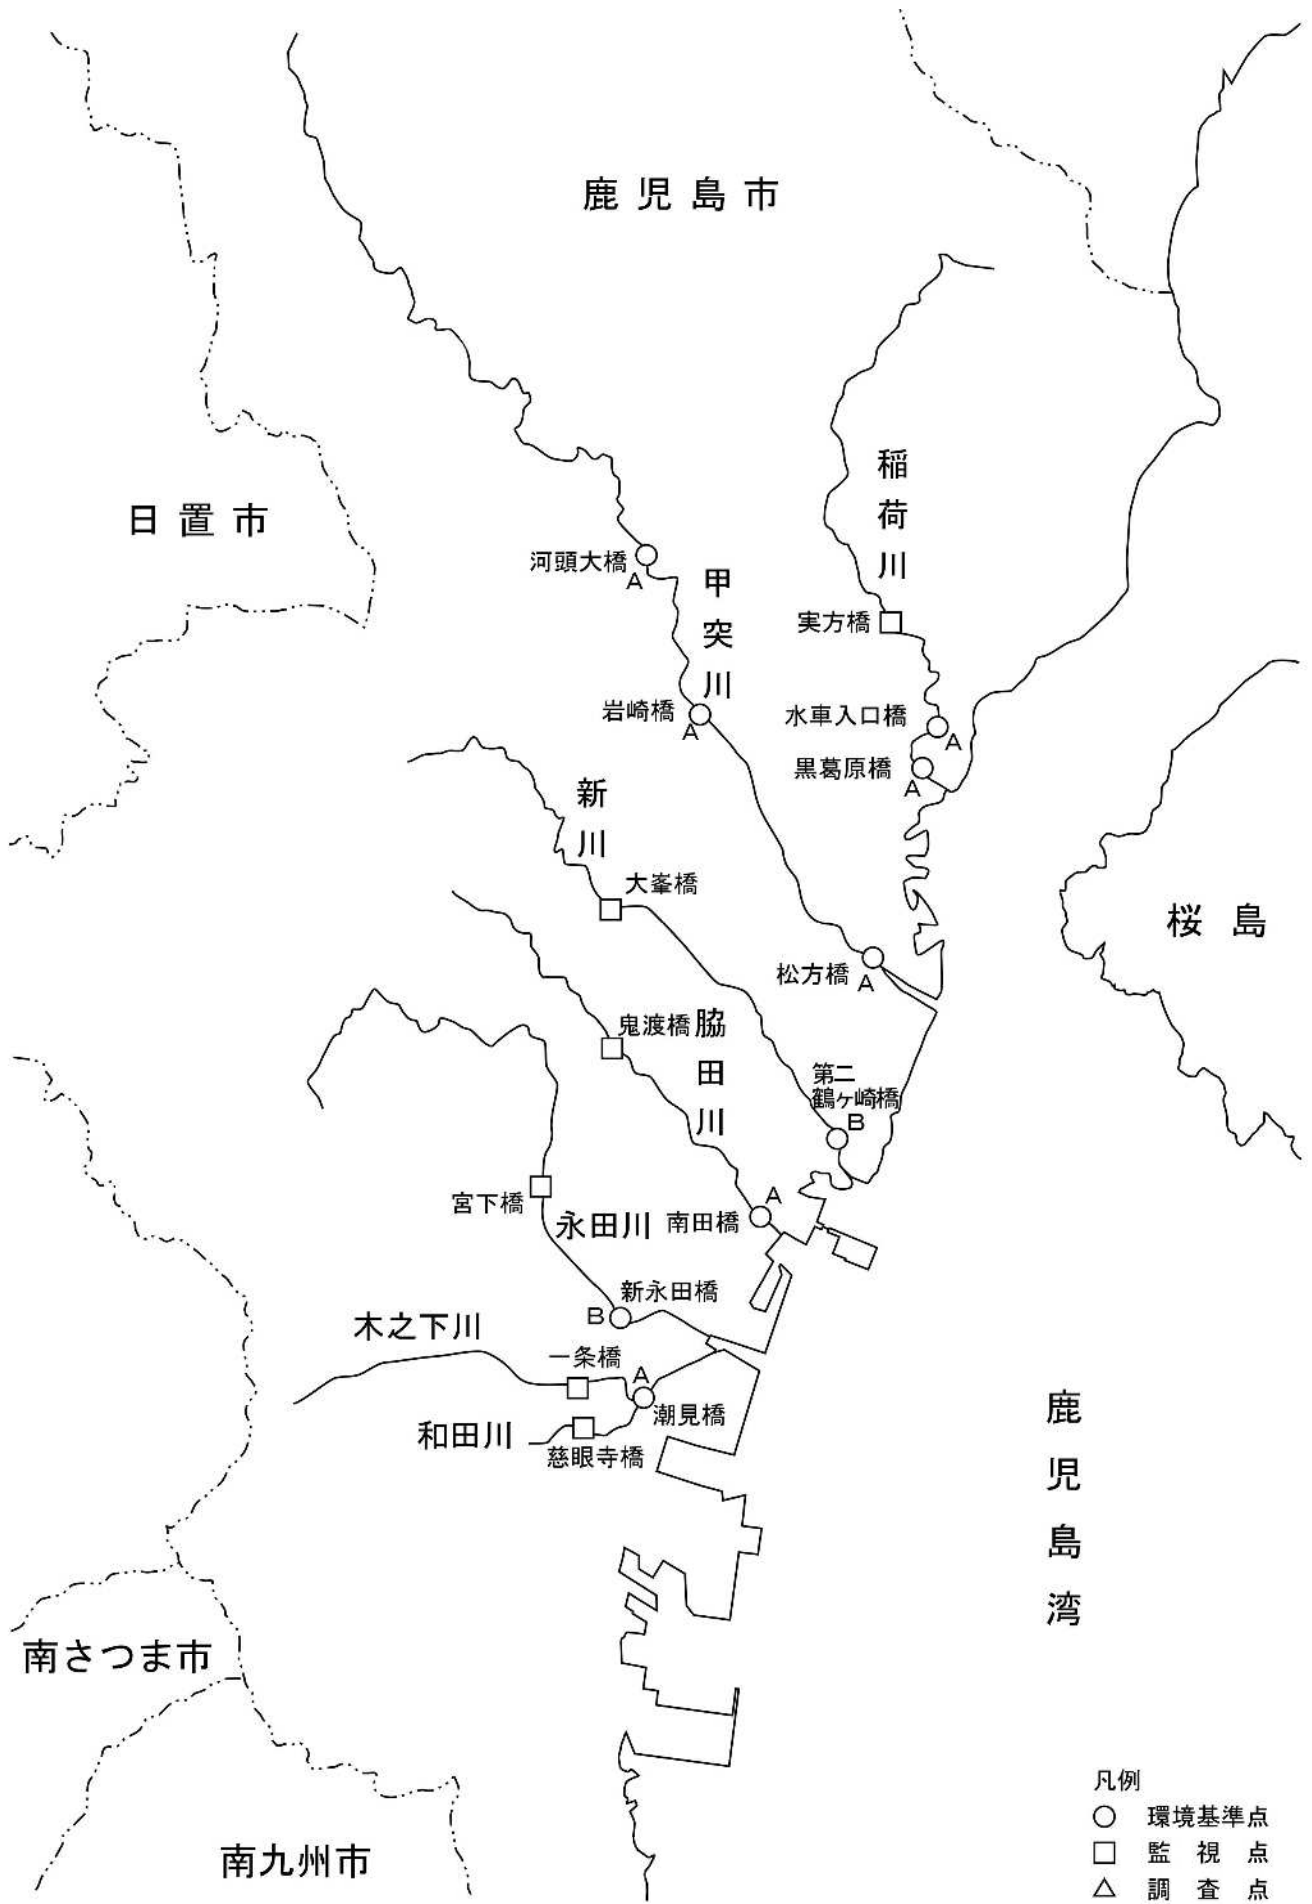 鹿児島市
稲荷川
日置市
河頭大橋
A
甲突川
実方橋
岩崎橋
A
水車入口橋
A
黒葛原橋
A
新川
大峯橋
桜島
松方橋
A
鬼渡橋
脇田川
第二
鶴ヶ崎橋
B
宮下橋
永田川
南田橋
A
新永田橋
B
木之下川
一条橋
A
潮見橋
和田川
慈眼寺橋
鹿児島湾
南さつま市
南九州市
凡例
○ 環境基準点
□ 監視点
△ 調査点